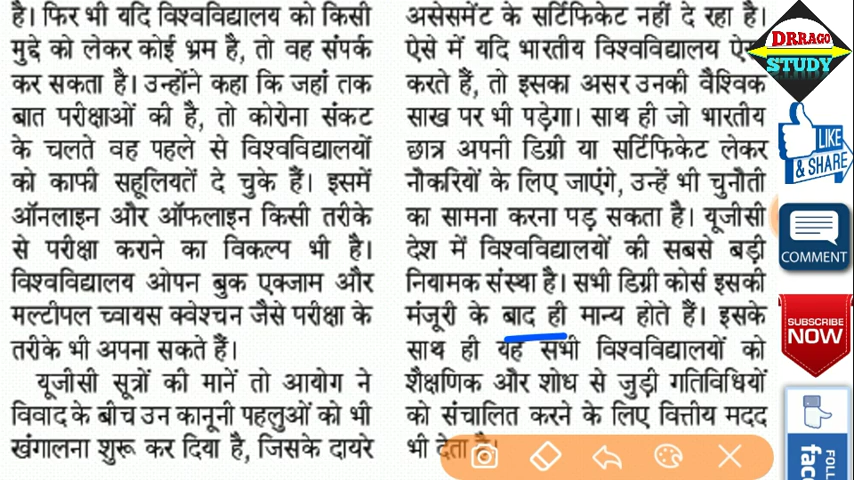 है। फिर भी यदि विश्वविद्यालय को किसी
मुद्दे को लेकर कोई भ्रम है, तो वह संपर्क
कर सकता है। उन्होंने कहा कि जहां तक
बात परीक्षाओं की है, तो कोरोना संकट
के चलते वह पहले से विश्वविद्यालयों
को काफी सहूलियतें दे चुके हैं। इसमें
ऑनलाइन और ऑफलाइन किसी तरीके
से परीक्षा कराने का विकल्प भी है।
विश्वविद्यालय ओपन बुक एक्जाम और
मल्टीपल च्वायस क्वेश्चन जैसे परीक्षा के
तरीके भी अपना सकते हैं।
यूजीसी सूत्रों की मानें तो आयोग ने
विवाद के बीच उन कानूनी पहलुओं को भी
खंगालना शुरू कर दिया है, जिसके दायरे
असेसमेंट के सर्टिफिकेट नहीं दे रहा है।
ऐसे में यदि भारतीय विश्वविद्यालय
करते हैं, तो इसका असर उनकी वैश्विक
साख पर भी पड़ेगा। साथ ही जो भारतीय
छात्र अपनी डिग्री या सर्टिफिकेट लेकर
नौकरियों के लिए जाएंगे, उन्हें भी चुनौती
का सामना करना पड़ सकता है। यूजीसी
देश में विश्वविद्यालयों की सबसे बड़ी
नियामक संस्था है। सभी डिग्री कोर्स इसकी
मंजूरी के बाद ही मान्य होते हैं। इसके
साथ ही यह सभी विश्वविद्यालयों को
शैक्षणिक और शोध से जुड़ी गतिविधियों
को संचालित करने के लिए वित्तीय मदद
भी देता है।
DRRAGO
STUDY
LIKE
& SHARE
COMMENT
SUBSCRIBE
NOW